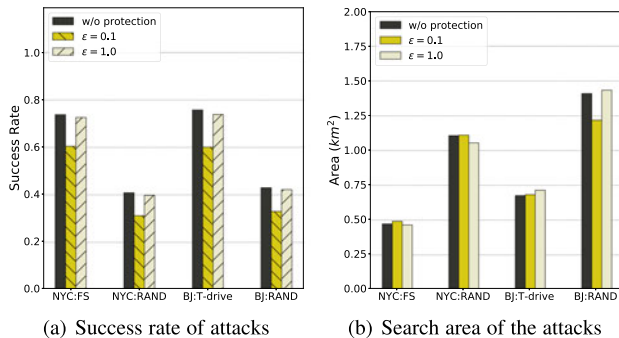 w/o protection
ε = 0.1
ε = 1.0
1.0
0.8
0.6
0.4
0.2
0.0
Success Rate
NYC:FS NYC:RAND BJ:T-drive BJ:RAND
(a) Success rate of attacks
w/o protection
ε = 0.1
ε = 1.0
2.00
1.75
1.50
1.25
1.00
0.75
0.50
0.25
0.00
Area (km²)
NYC:FS NYC:RAND BJ:T-drive BJ:RAND
(b) Search area of the attacks